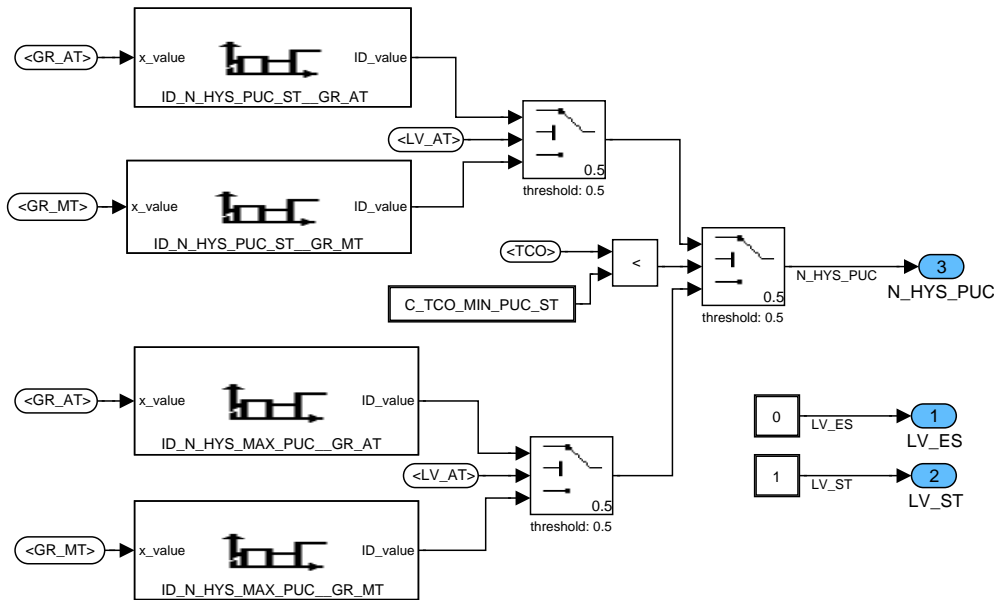 <GR_AT>
x_value
ID_value
ID_N_HYS_PUC_ST__GR_AT
<LV_AT>
0.5
threshold: 0.5
<GR_MT>
x_value
ID_value
ID_N_HYS_PUC_ST__GR_MT
<TCO>
<
C_TCO_MIN_PUC_ST
0.5
threshold: 0.5
N_HYS_PUC
3
N_HYS_PUC
<GR_AT>
x_value
ID_value
ID_N_HYS_MAX_PUC__GR_AT
<LV_AT>
0.5
threshold: 0.5
0
LV_ES
1
LV_ES
1
LV_ST
2
LV_ST
<GR_MT>
x_value
ID_value
ID_N_HYS_MAX_PUC__GR_MT